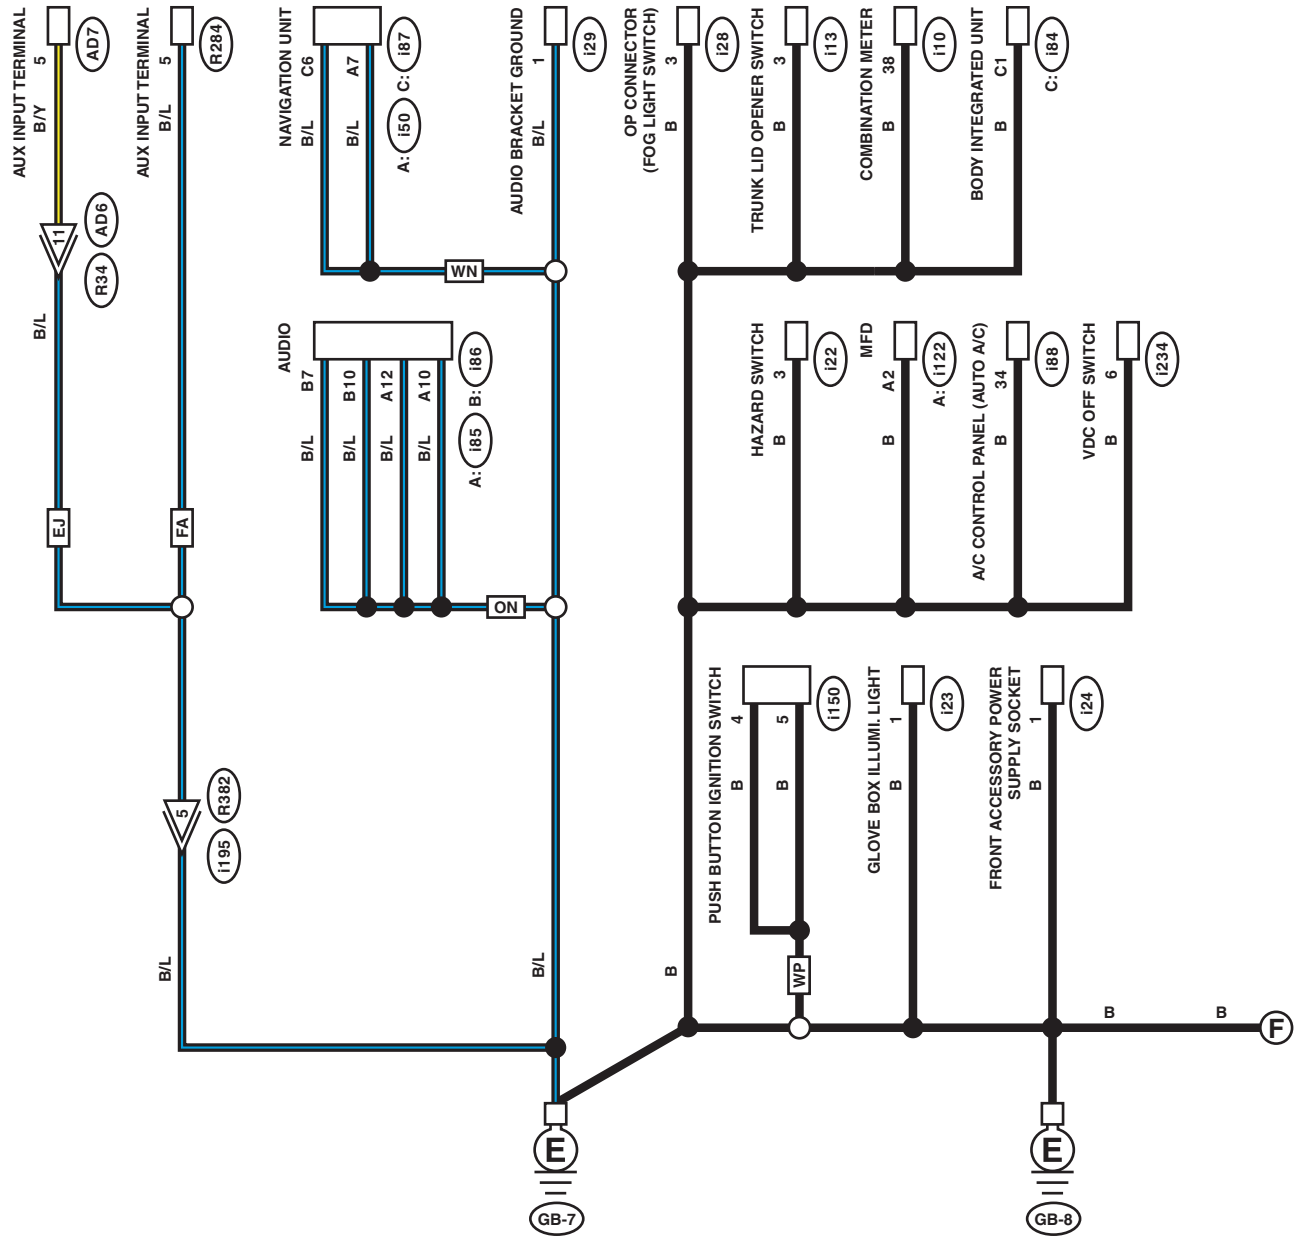 AUX INPUT TERMINAL
5
B/Y
AD7
11
AD6
R34
B/L
EJ
AUX INPUT TERMINAL
5
B/L
R284
FA
5
R382
i195
B/L
NAVIGATION UNIT
C6
B/L
A7
B/L
A: i50 C: i87
WN
AUDIO BRACKET GROUND
1
B/L
i29
AUDIO
B7
B/L
B10
B/L
A12
B/L
A10
B/L
A: i85 B: i86
ON
B/L
OP CONNECTOR
(FOG LIGHT SWITCH)
3
B
i28
TRUNK LID OPENER SWITCH
3
B
i13
COMBINATION METER
38
B
i10
BODY INTEGRATED UNIT
C1
B
C: i84
HAZARD SWITCH
3
B
i22
MFD
A2
B
A: i122
A/C CONTROL PANEL (AUTO A/C)
34
B
i88
VDC OFF SWITCH
6
B
i234
B
PUSH BUTTON IGNITION SWITCH
4
B
5
B
i150
WP
GLOVE BOX ILLUMI. LIGHT
1
B
i23
FRONT ACCESSORY POWER
SUPPLY SOCKET
1
B
i24
B
B
F
E
GB-7
E
GB-8